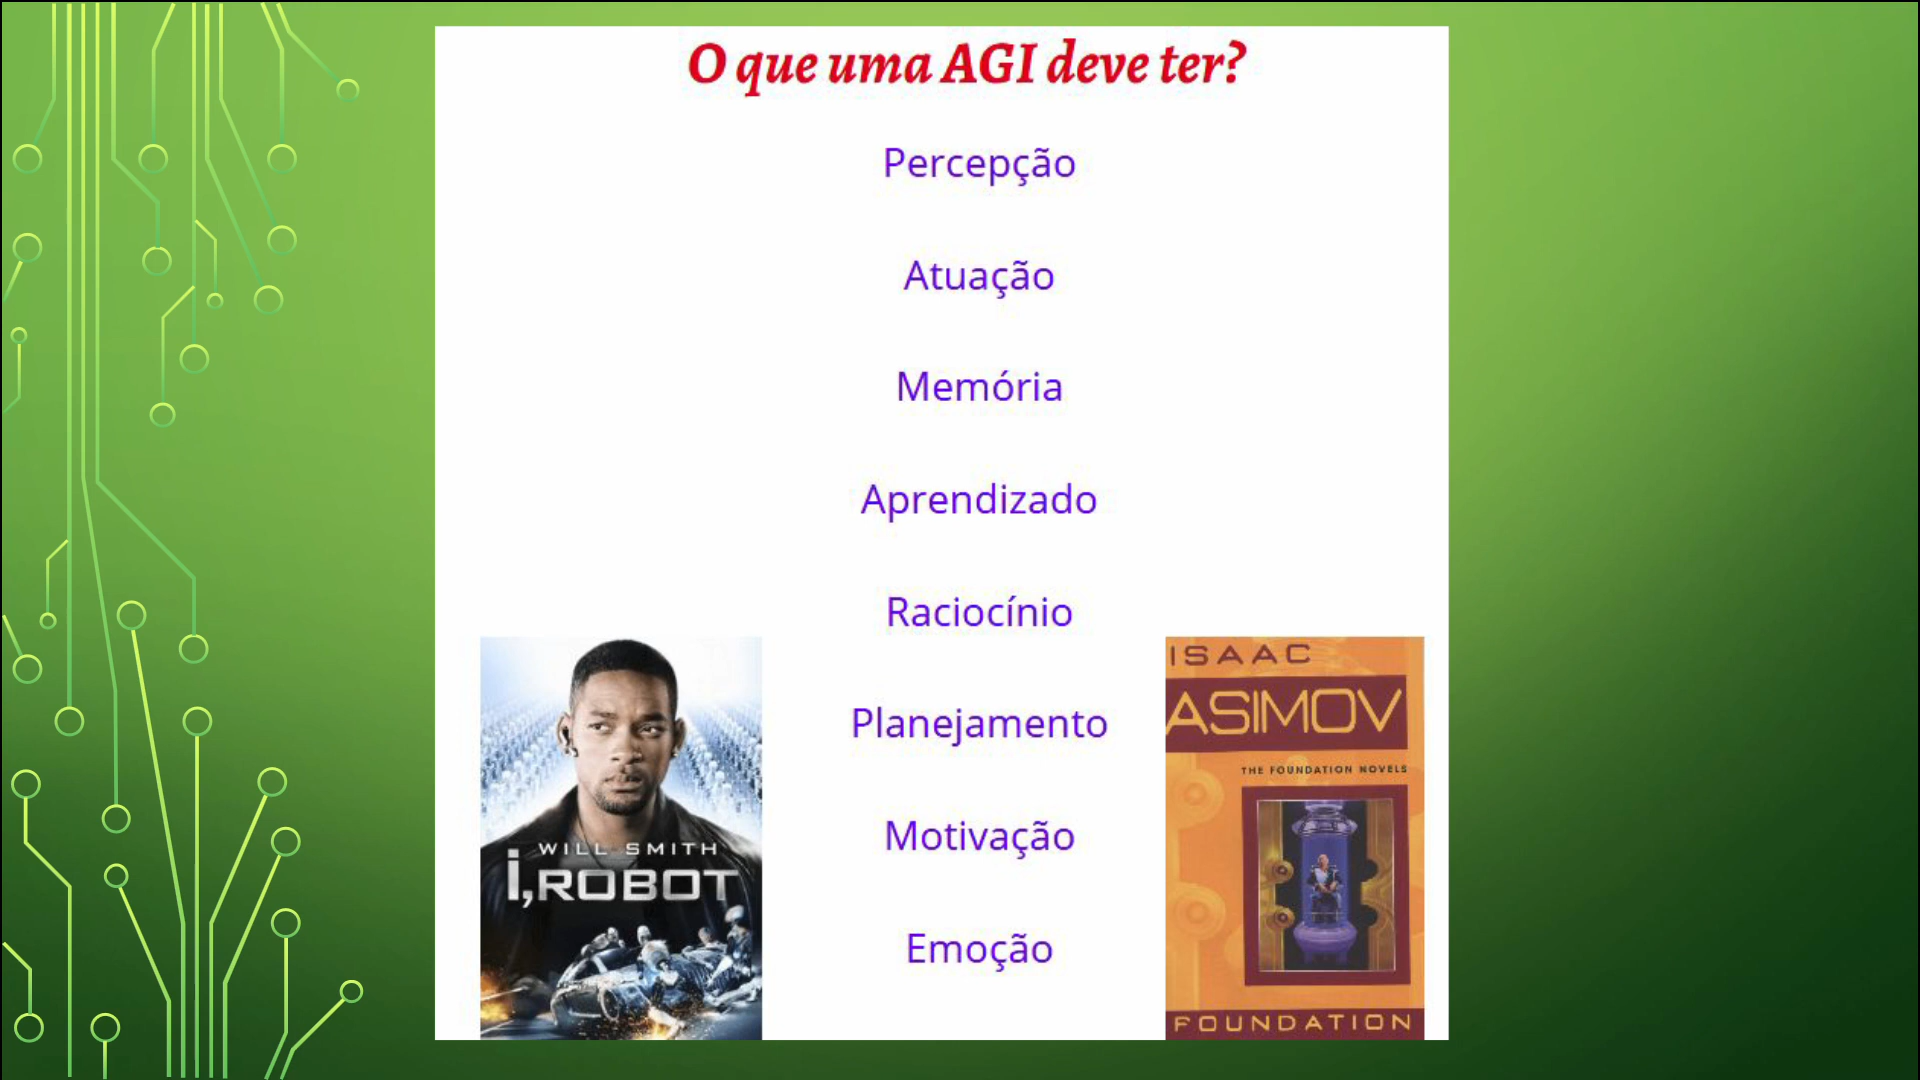 O que uma AGI deve ter?
Percepção
Atuação
Memória
Aprendizado
Raciocínio
Planejamento
Motivação
Emoção
WILL SMITH
i, ROBOT
ISAAC
ASIMOV
THE FOUNDATION NOVELS
FOUNDATION